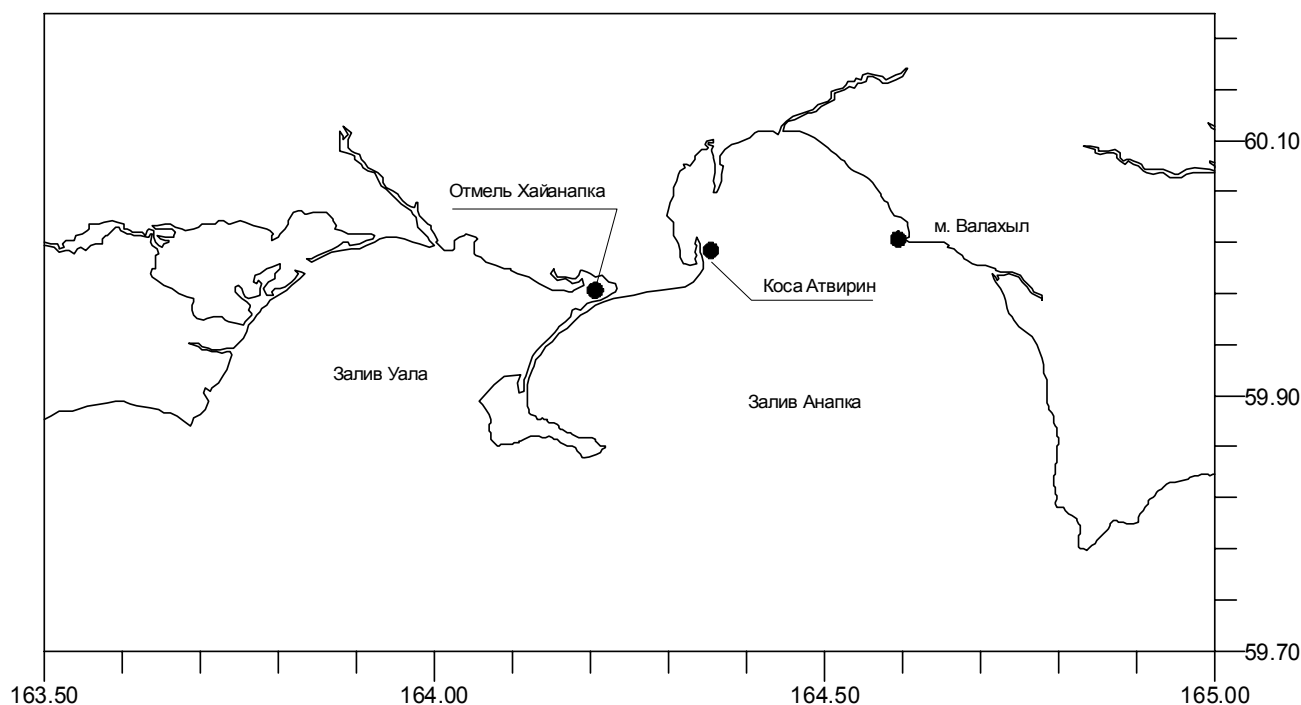 60.10
Отмель Хайанапка
м. Валахыл
Коса Атвирин
Залив Уала
Залив Анапка
59.90
59.70
163.50
164.00
164.50
165.00